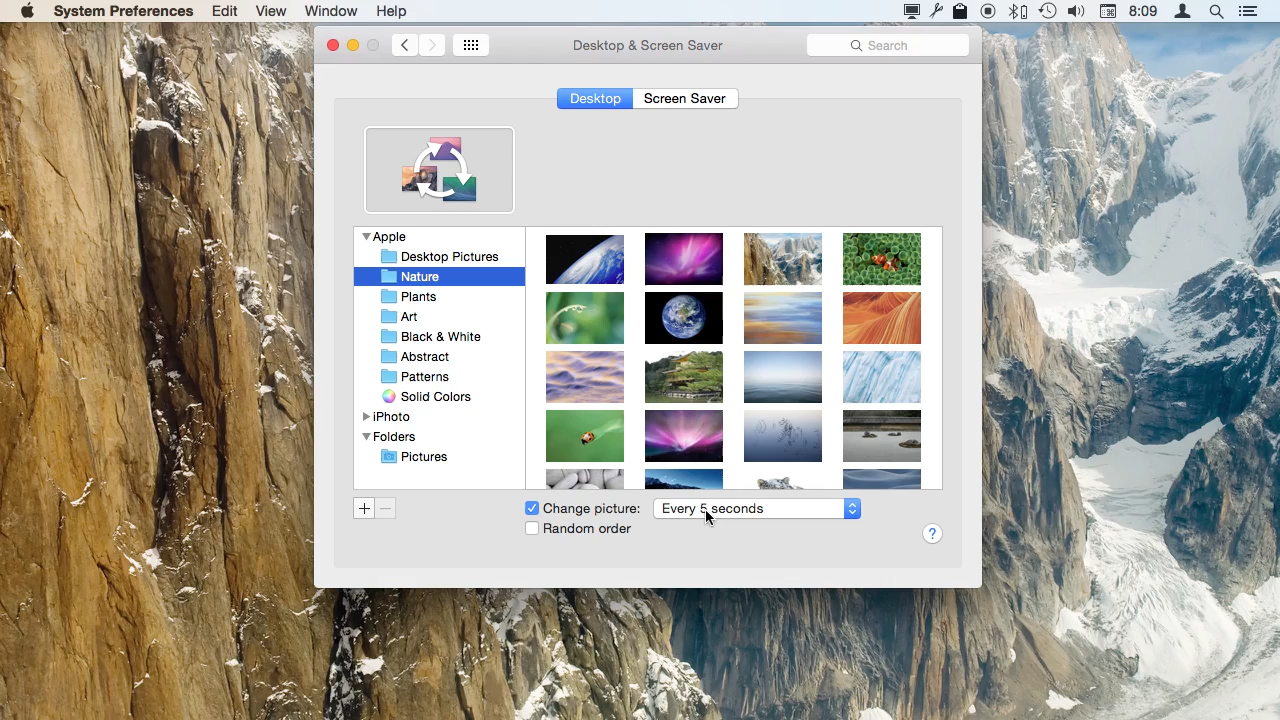 System Preferences Edit View Window Help 8:09
Desktop & Screen Saver Search
Desktop Screen Saver
Apple
Desktop Pictures
Nature
Plants
Art
Black & White
Abstract
Patterns
Solid Colors
iPhoto
Folders
Pictures
+ − Change picture: Every 5 seconds
Random order
?